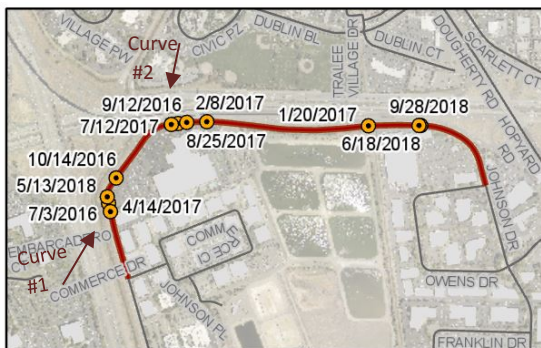 VILLAGE PW
CIVIC PZ
DUBLIN BL
TRALEE
VILLAGE DR
DUBLIN CT
DOUGHERTY RD
SCARLETT CT
HOPYARD
RD
Curve
#2
9/12/2016
2/8/2017
1/20/2017
9/28/2018
7/12/2017
8/25/2017
6/18/2018
10/14/2016
5/13/2018
7/3/2016
4/14/2017
EMBARCADERO
CT
COMM
ERCE CI
COMMERCE DR
Curve
#1
JOHNSON PL
JOHNSON DR
OWENS DR
FRANKLIN DR